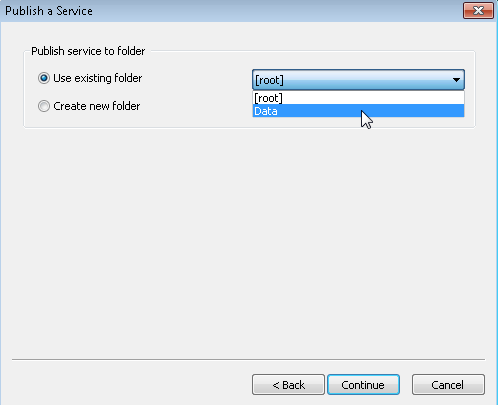 Publish a Service
Publish service to folder
Use existing folder
[root]
[root]
Create new folder
Data
< Back
Continue
Cancel